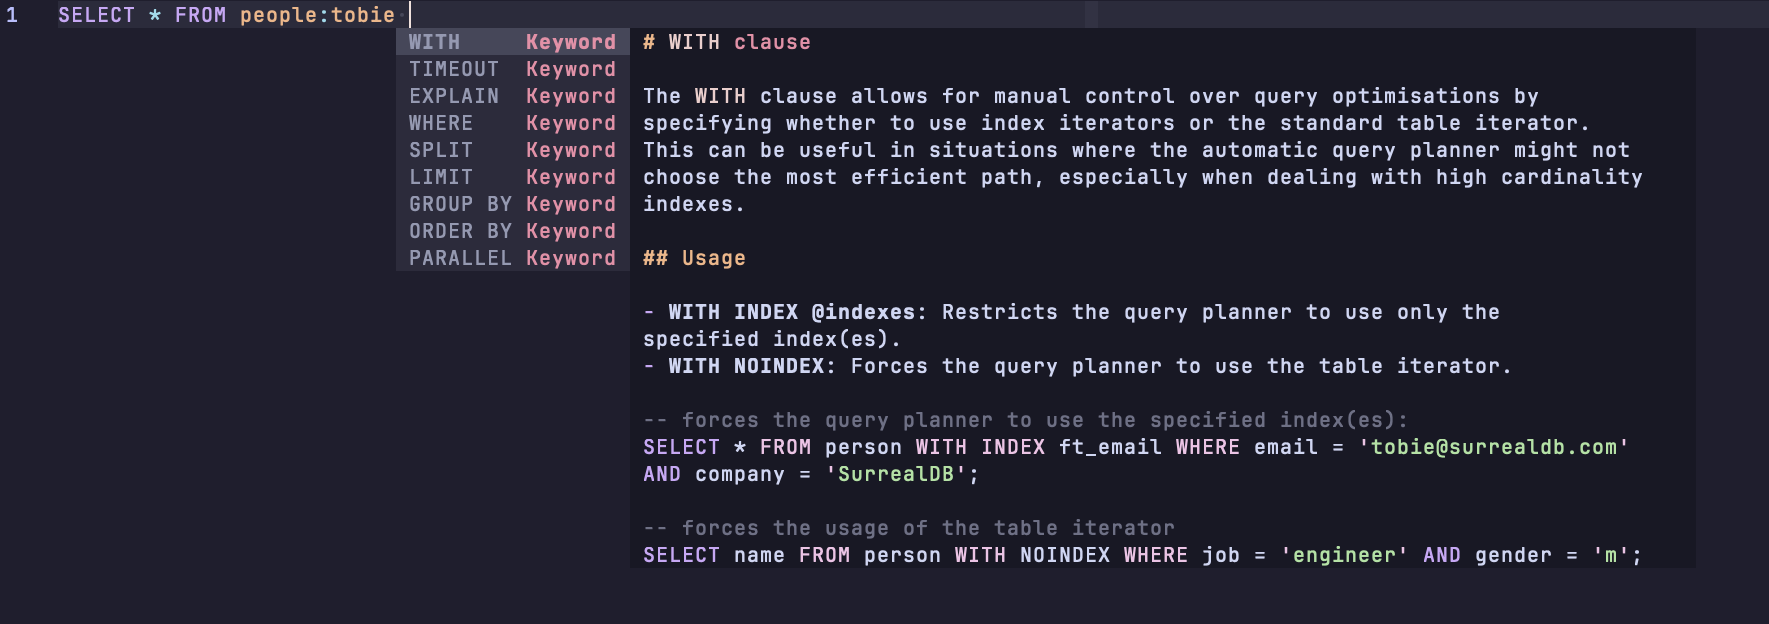 1 SELECT * FROM people:tobie
WITH Keyword
TIMEOUT Keyword
EXPLAIN Keyword
WHERE Keyword
SPLIT Keyword
LIMIT Keyword
GROUP BY Keyword
ORDER BY Keyword
PARALLEL Keyword
# WITH clause
The WITH clause allows for manual control over query optimisations by
specifying whether to use index iterators or the standard table iterator.
This can be useful in situations where the automatic query planner might not
choose the most efficient path, especially when dealing with high cardinality
indexes.
## Usage
- WITH INDEX @indexes: Restricts the query planner to use only the
specified index(es).
- WITH NOINDEX: Forces the query planner to use the table iterator.
-- forces the query planner to use the specified index(es):
SELECT * FROM person WITH INDEX ft_email WHERE email = 'tobie@surrealdb.com'
AND company = 'SurrealDB';
-- forces the usage of the table iterator
SELECT name FROM person WITH NOINDEX WHERE job = 'engineer' AND gender = 'm';